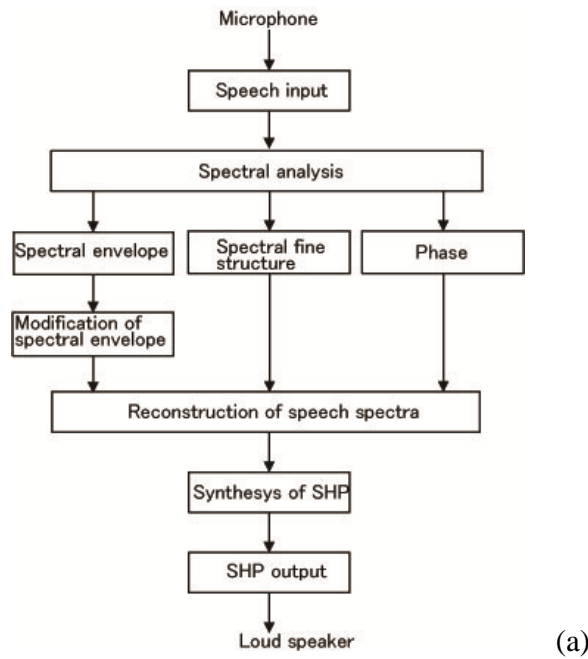 Microphone
Speech input
Spectral analysis
Spectral envelope
Spectral fine
structure
Phase
Modification of
spectral envelope
Reconstruction of speech spectra
Synthesys of SHP
SHP output
Loud speaker
(a)